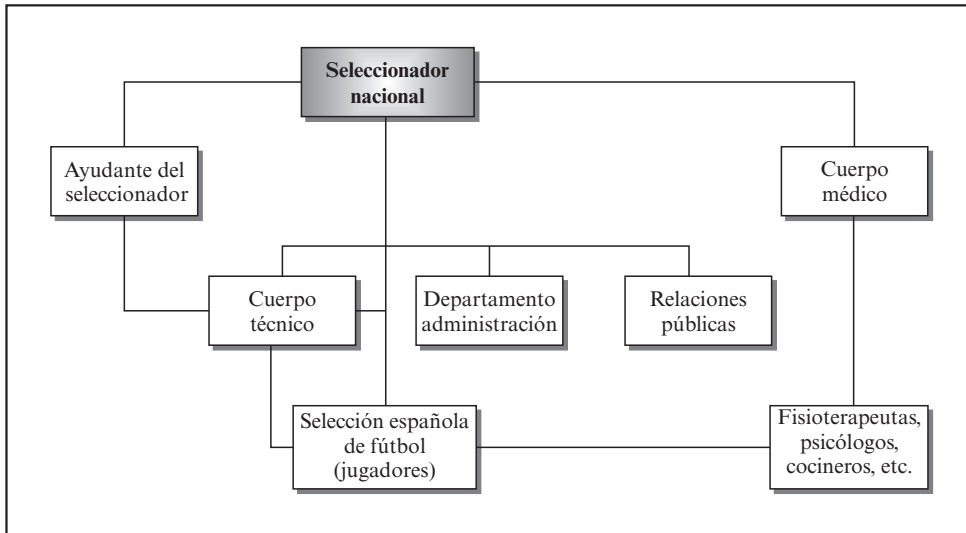 Seleccionador
nacional
Ayudante del
seleccionador
Cuerpo
médico
Cuerpo
técnico
Departamento
administración
Relaciones
públicas
Selección española
de fútbol
(jugadores)
Fisioterapeutas,
psicólogos,
cocineros, etc.